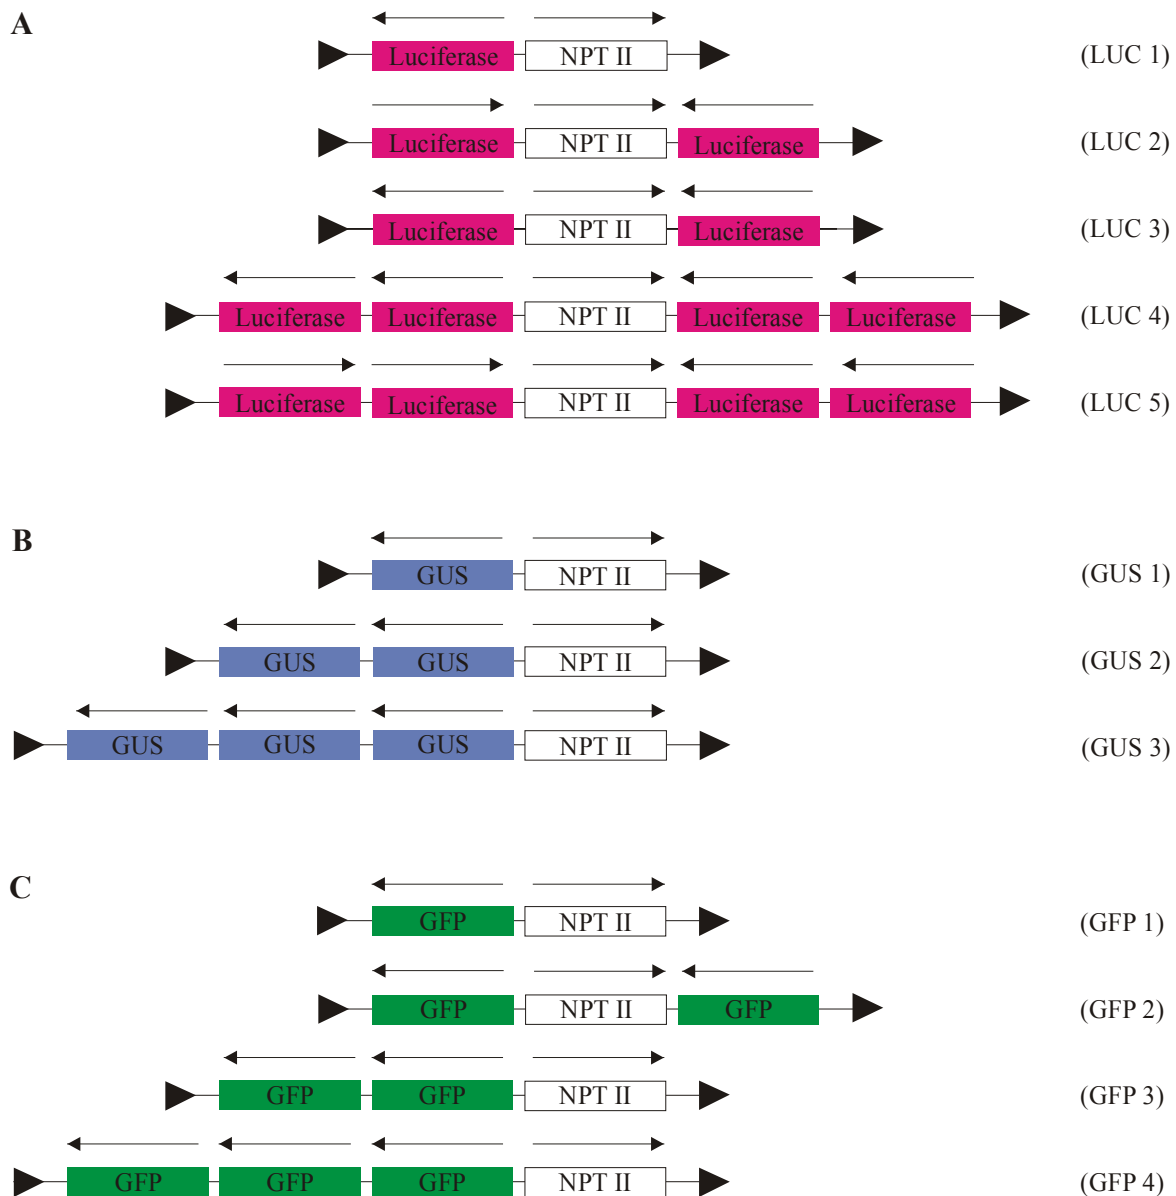 A
Luciferase NPT II (LUC 1)
Luciferase NPT II Luciferase (LUC 2)
Luciferase NPT II Luciferase (LUC 3)
Luciferase Luciferase NPT II Luciferase Luciferase (LUC 4)
Luciferase Luciferase NPT II Luciferase Luciferase (LUC 5)
B
GUS NPT II (GUS 1)
GUS GUS NPT II (GUS 2)
GUS GUS GUS NPT II (GUS 3)
C
GFP NPT II (GFP 1)
GFP NPT II GFP (GFP 2)
GFP GFP NPT II (GFP 3)
GFP GFP GFP NPT II (GFP 4)